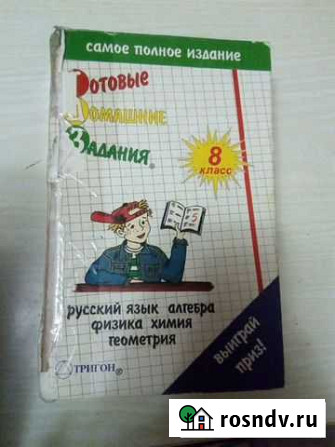 самое полное издание
Готовые
Домашние
Задания®
8
класс
5
русский язык алгебра
физика химия
геометрия
ТРИГОН®
ВЫИГРАЙ
ПРИЗ!
rosndv.ru